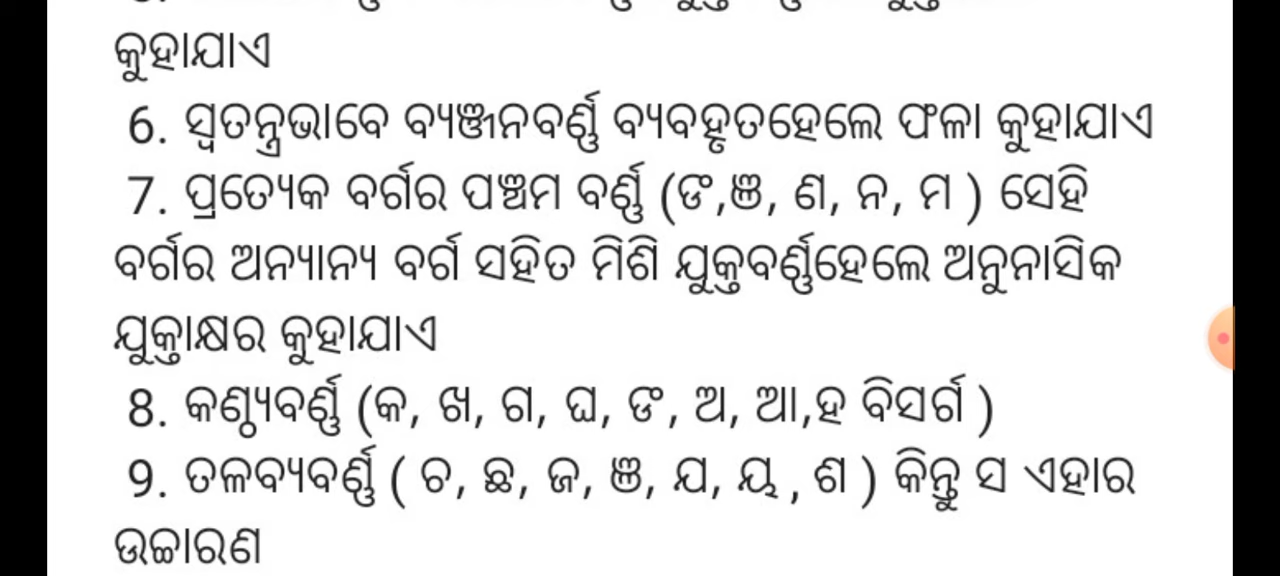 କୁହାଯାଏ
6. ସ୍ୱତନ୍ତ୍ରଭାବେ ବ୍ୟଞ୍ଜନବର୍ଣ୍ଣ ବ୍ୟବହୃତହେଲେ ଫଳା କୁହାଯାଏ
7. ପ୍ରତ୍ୟେକ ବର୍ଗର ପଞ୍ଚମ ବର୍ଣ୍ଣ (ଙ,ଞ, ଣ, ନ, ମ ) ସେହି
ବର୍ଗର ଅନ୍ୟାନ୍ୟ ବର୍ଗ ସହିତ ମିଶି ଯୁକ୍ତବର୍ଣ୍ଣହେଲେ ଅନୁନାସିକ
ଯୁକ୍ତାକ୍ଷର କୁହାଯାଏ
8. କଣ୍ଠ୍ୟବର୍ଣ୍ଣ (କ, ଖ, ଗ, ଘ, ଙ, ଅ, ଆ,ହ ବିସର୍ଗ )
9. ତଳବ୍ୟବର୍ଣ୍ଣ ( ଚ, ଛ, ଜ, ଞ, ଯ, ୟ , ଶ ) କିନ୍ତୁ ସ ଏହାର
ଉଚ୍ଚାରଣ